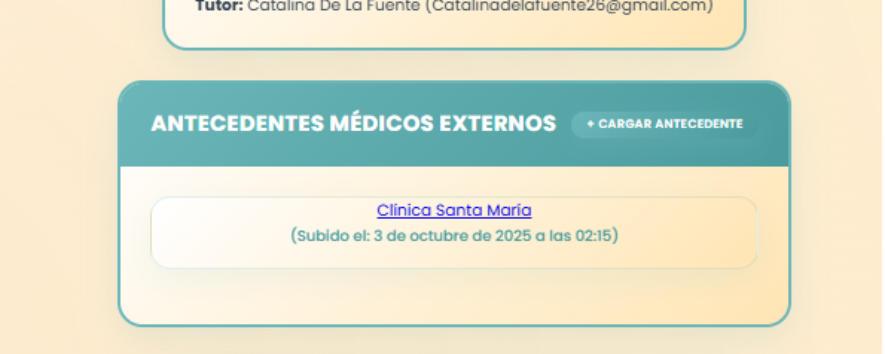 Tutor: Catalina De La Fuente (Catalinadelafuente26@gmail.com)
ANTECEDENTES MÉDICOS EXTERNOS
+ CARGAR ANTECEDENTE
Clínica Santa María
(Subido el: 3 de octubre de 2025 a las 02:15)